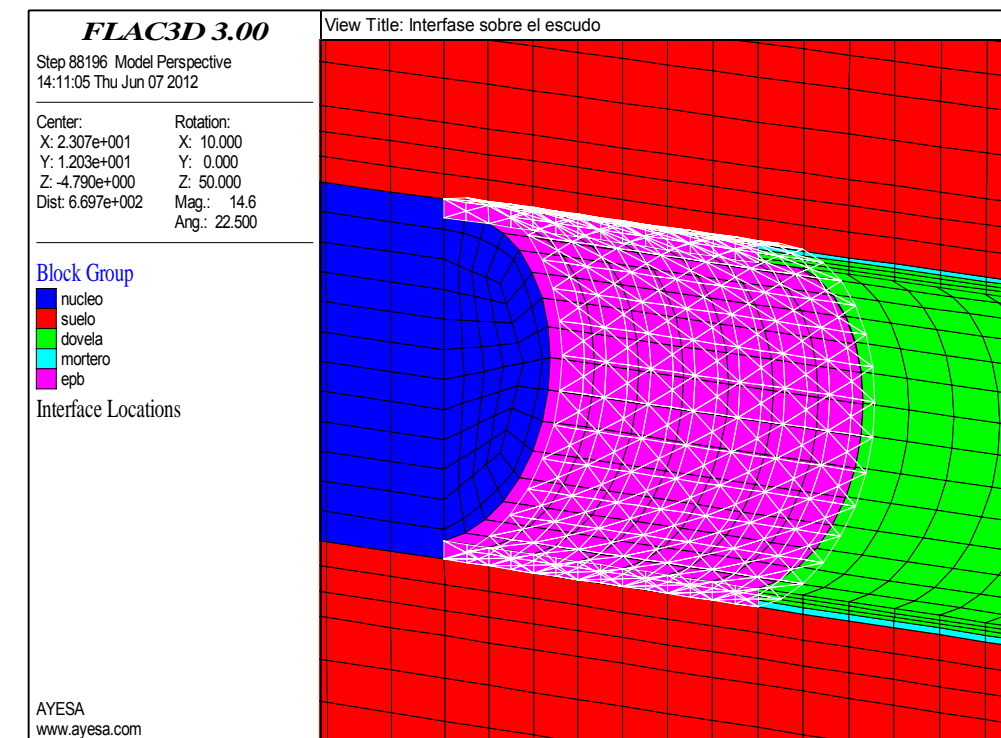 FLAC3D 3.00
Step 88196 Model Perspective
14:11:05 Thu Jun 07 2012
Center:
X: 2.307e+001
Y: 1.203e+001
Z: -4.790e+000
Dist: 6.697e+002
Rotation:
X: 10.000
Y: 0.000
Z: 50.000
Mag.: 14.6
Ang.: 22.500
Block Group
nucleo
suelo
dovela
mortero
epb
Interface Locations
AYESA
www.ayesa.com
View Title: Interfase sobre el escudo